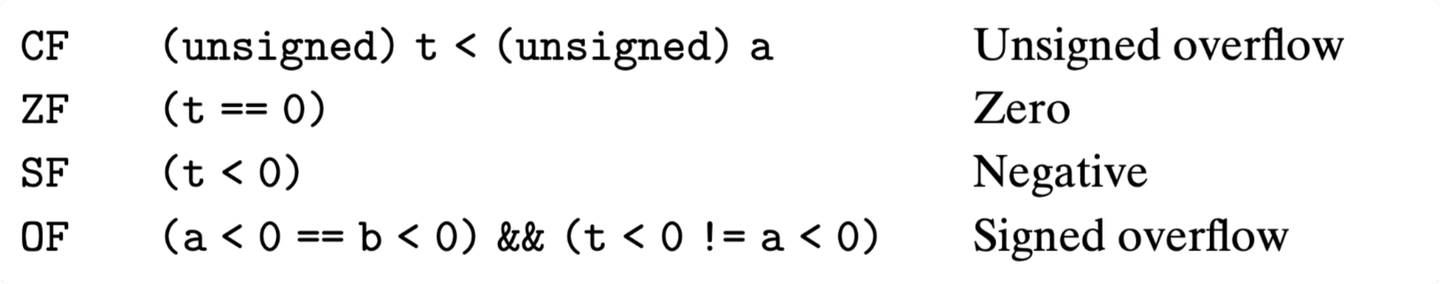 CF (unsigned) t < (unsigned) a Unsigned overflow
ZF (t == 0) Zero
SF (t < 0) Negative
OF (a < 0 == b < 0) && (t < 0 != a < 0) Signed overflow